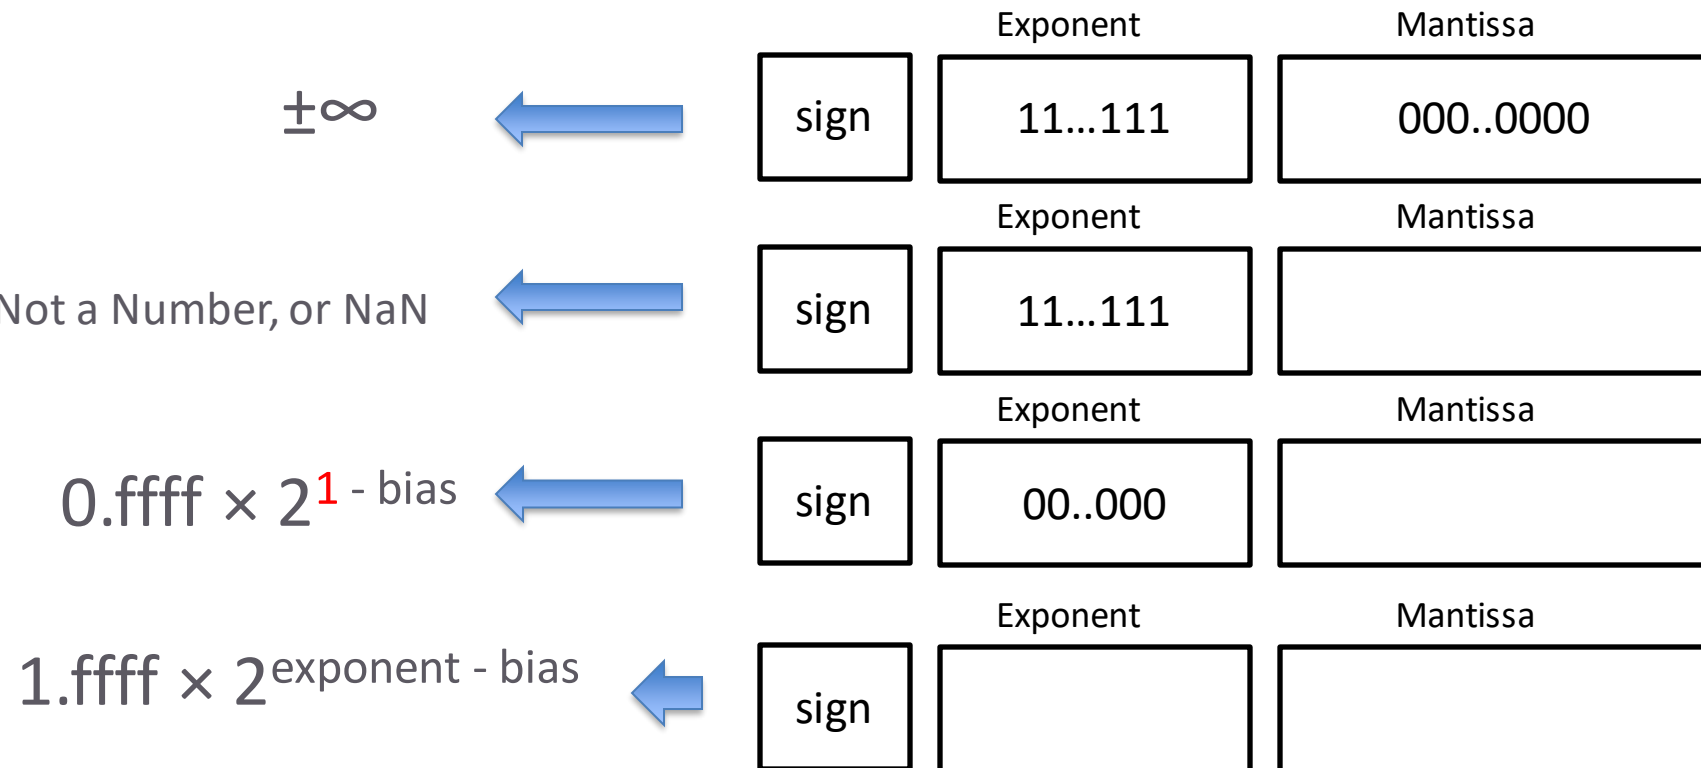 Exponent Mantissa
±∞ sign 11...111 000..0000
Exponent Mantissa
Not a Number, or NaN sign 11...111
Exponent Mantissa
0.ffff × 2^1 - bias sign 00..000
Exponent Mantissa
1.ffff × 2^exponent - bias sign